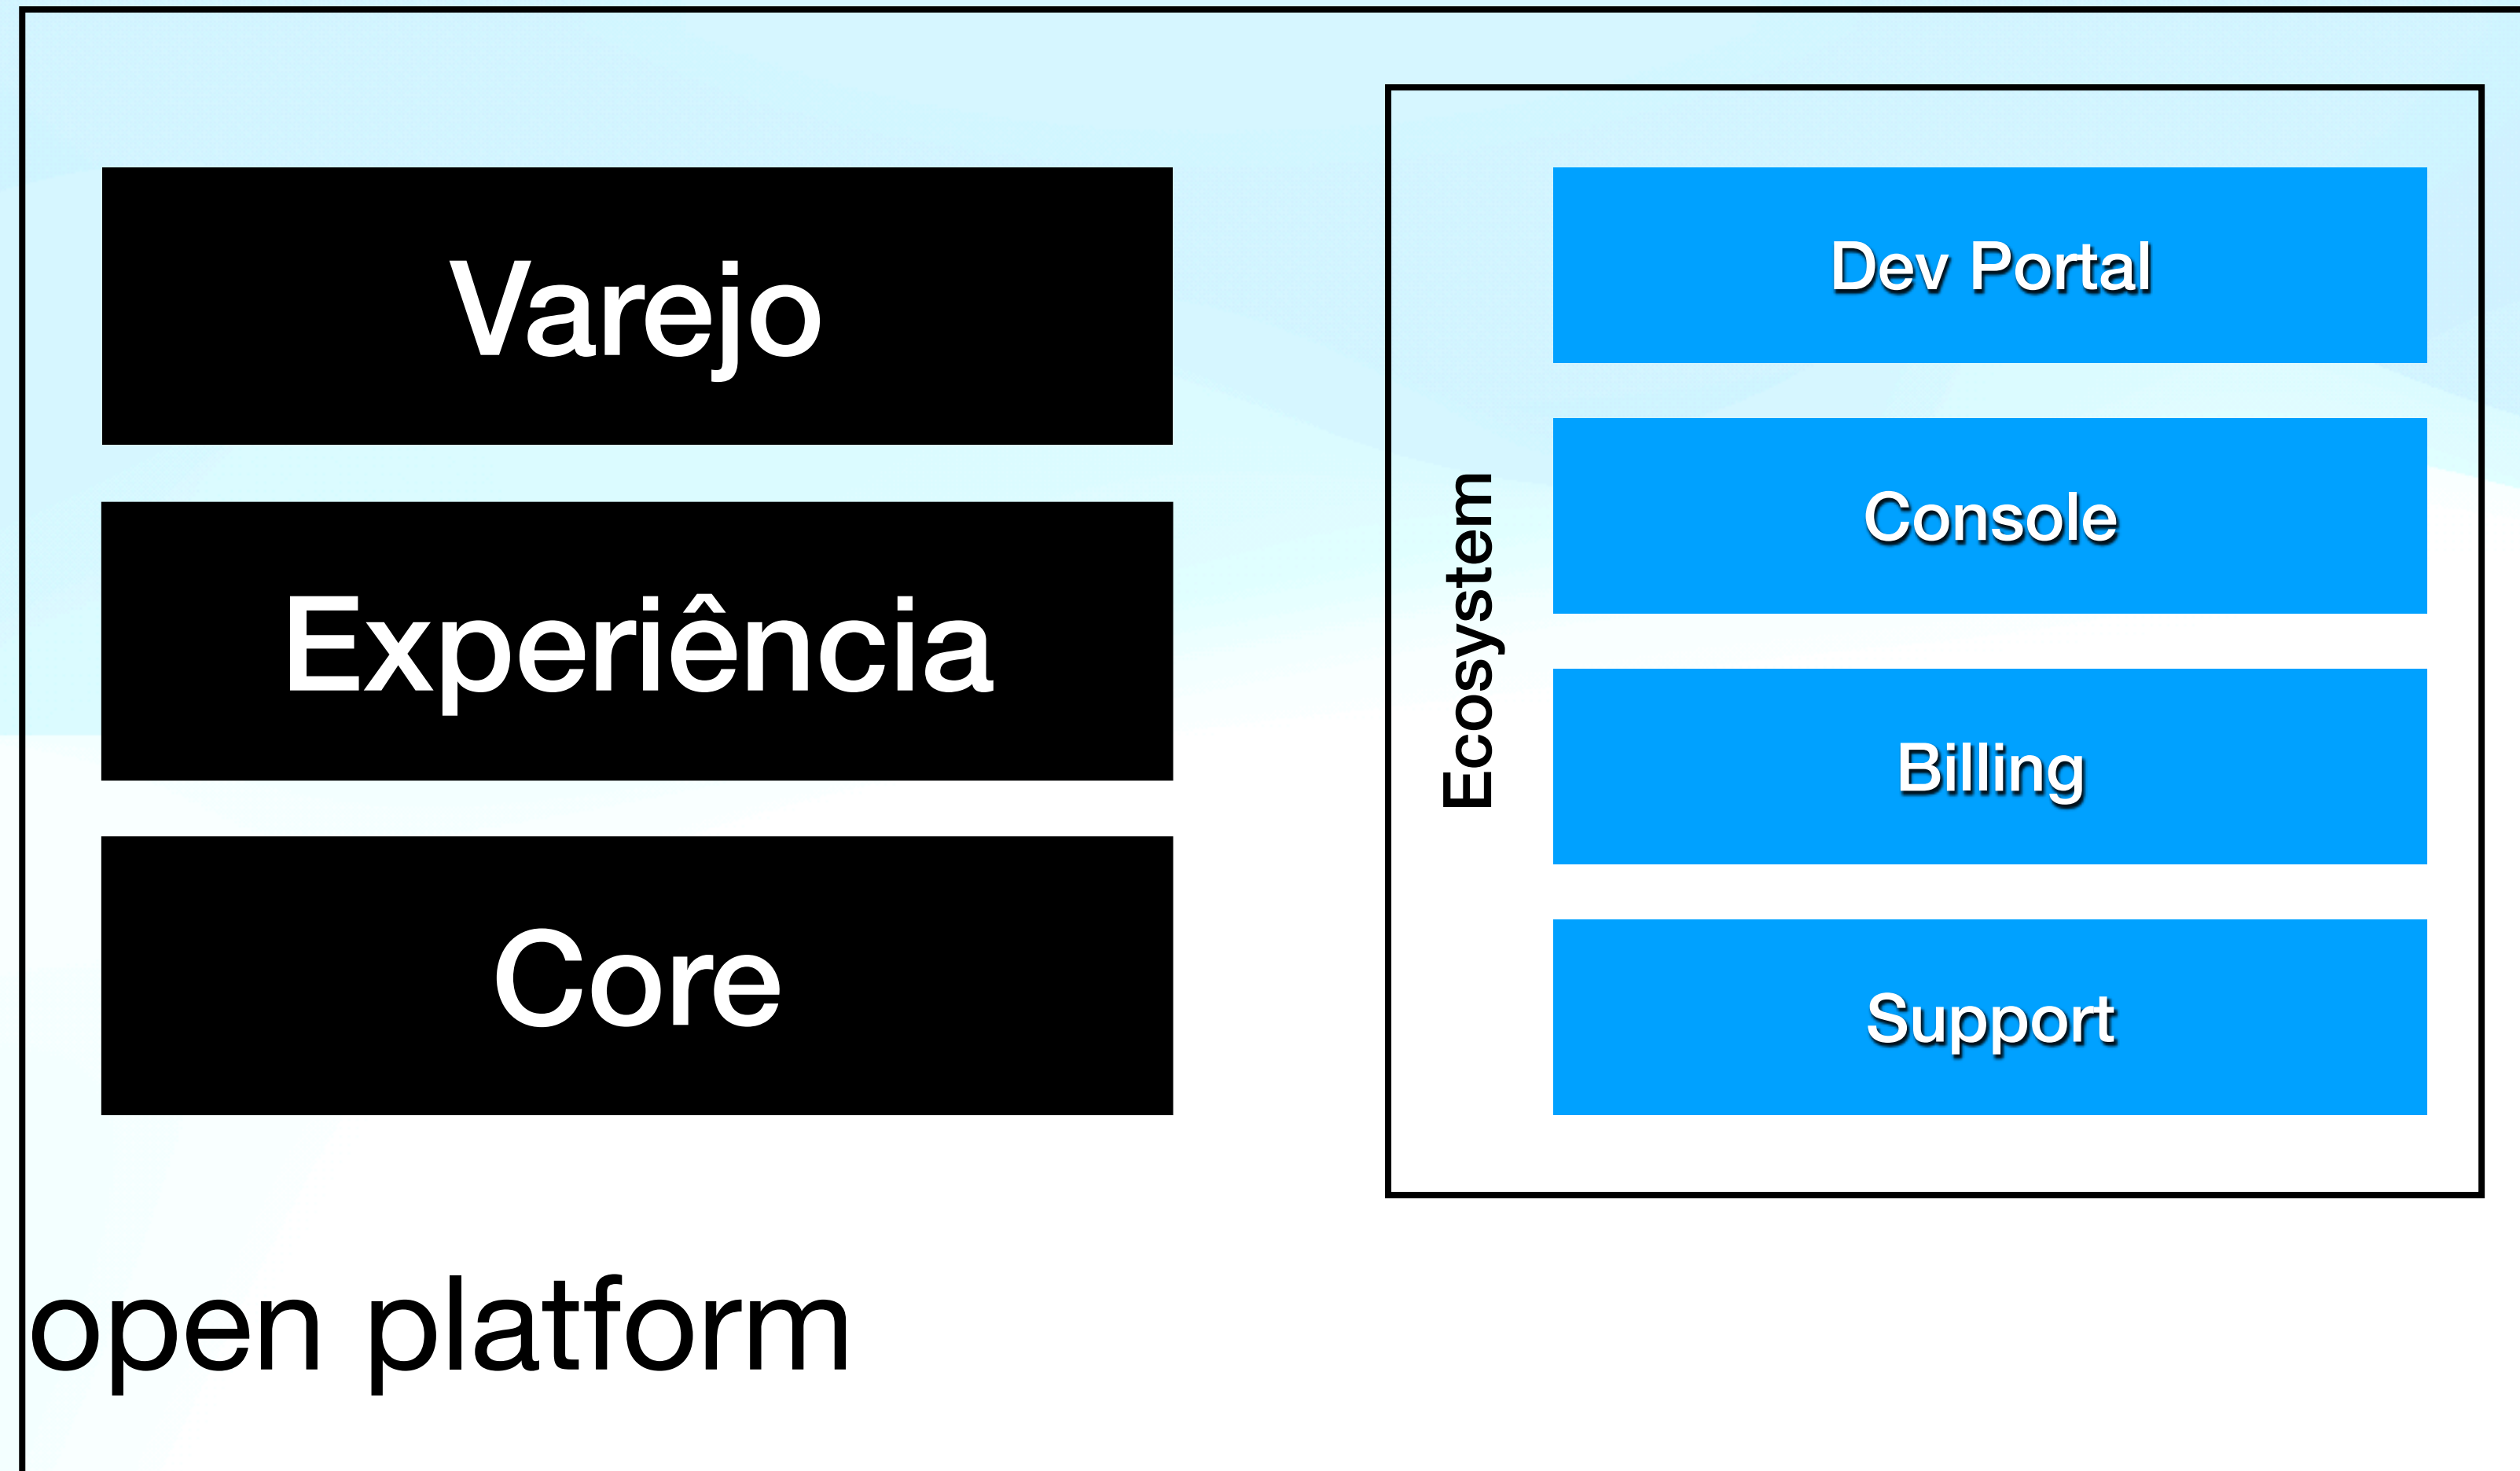 Varejo
Experiência
Core
Ecosystem
Dev Portal
Console
Billing
Support
open platform